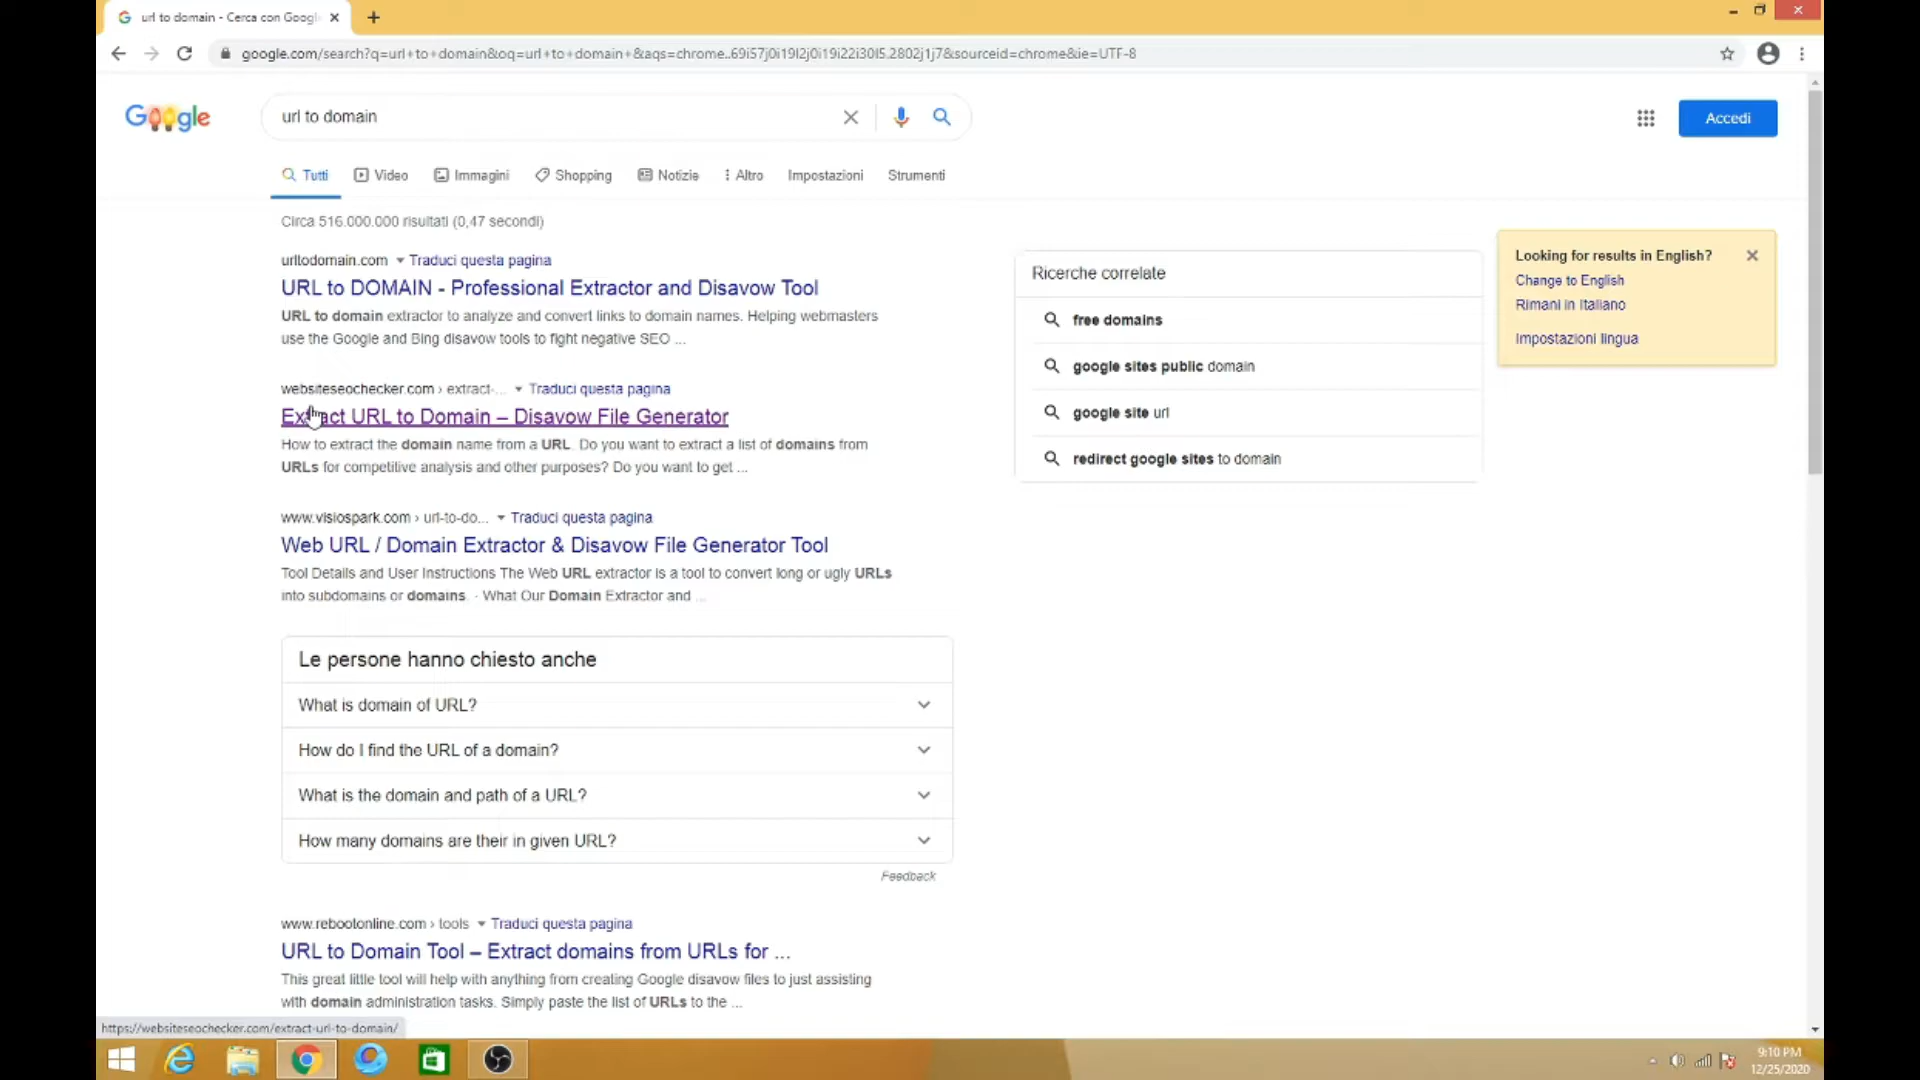 url to domain - Cerca con Google
google.com/search?q=url+to+domain&oq=url+to+domain+&aqs=chrome..69i57j0i19l2j0i19i22i30l5.2802j1j7&sourceid=chrome&ie=UTF-8
Google
url to domain
Accedi
Tutti
Video
Immagini
Shopping
Notizie
Altro
Impostazioni
Strumenti
Circa 516.000.000 risultati (0,47 secondi)
urltodomain.com Traduci questa pagina
URL to DOMAIN - Professional Extractor and Disavow Tool
URL to domain extractor to analyze and convert links to domain names. Helping webmasters
use the Google and Bing disavow tools to fight negative SEO ...
websiteseochecker.com › extract-... Traduci questa pagina
Extract URL to Domain – Disavow File Generator
How to extract the domain name from a URL. Do you want to extract a list of domains from
URLs for competitive analysis and other purposes? Do you want to get ...
www.visiospark.com › url-to-do... Traduci questa pagina
Web URL / Domain Extractor & Disavow File Generator Tool
Tool Details and User Instructions The Web URL extractor is a tool to convert long or ugly URLs
into subdomains or domains. · What Our Domain Extractor and ...
Le persone hanno chiesto anche
What is domain of URL?
How do I find the URL of a domain?
What is the domain and path of a URL?
How many domains are their in given URL?
Feedback
www.rebootonline.com › tools Traduci questa pagina
URL to Domain Tool – Extract domains from URLs for ...
This great little tool will help with anything from creating Google disavow files to just assisting
with domain administration tasks. Simply paste the list of URLs to the ...
Ricerche correlate
free domains
google sites public domain
google site url
redirect google sites to domain
Looking for results in English?
Change to English
Rimani in Italiano
Impostazioni lingua
https://websiteseochecker.com/extract-url-to-domain/
9:10 PM
12/25/2020